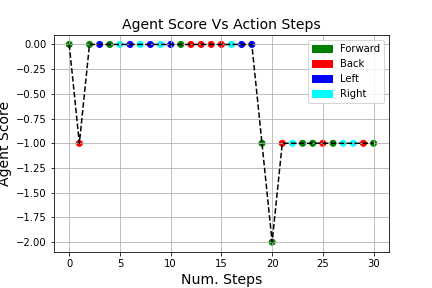 Agent Score Vs Action Steps
Agent Score
0.00
−0.25
−0.50
−0.75
−1.00
−1.25
−1.50
−1.75
−2.00
Forward
Back
Left
Right
0 5 10 15 20 25 30
Num. Steps